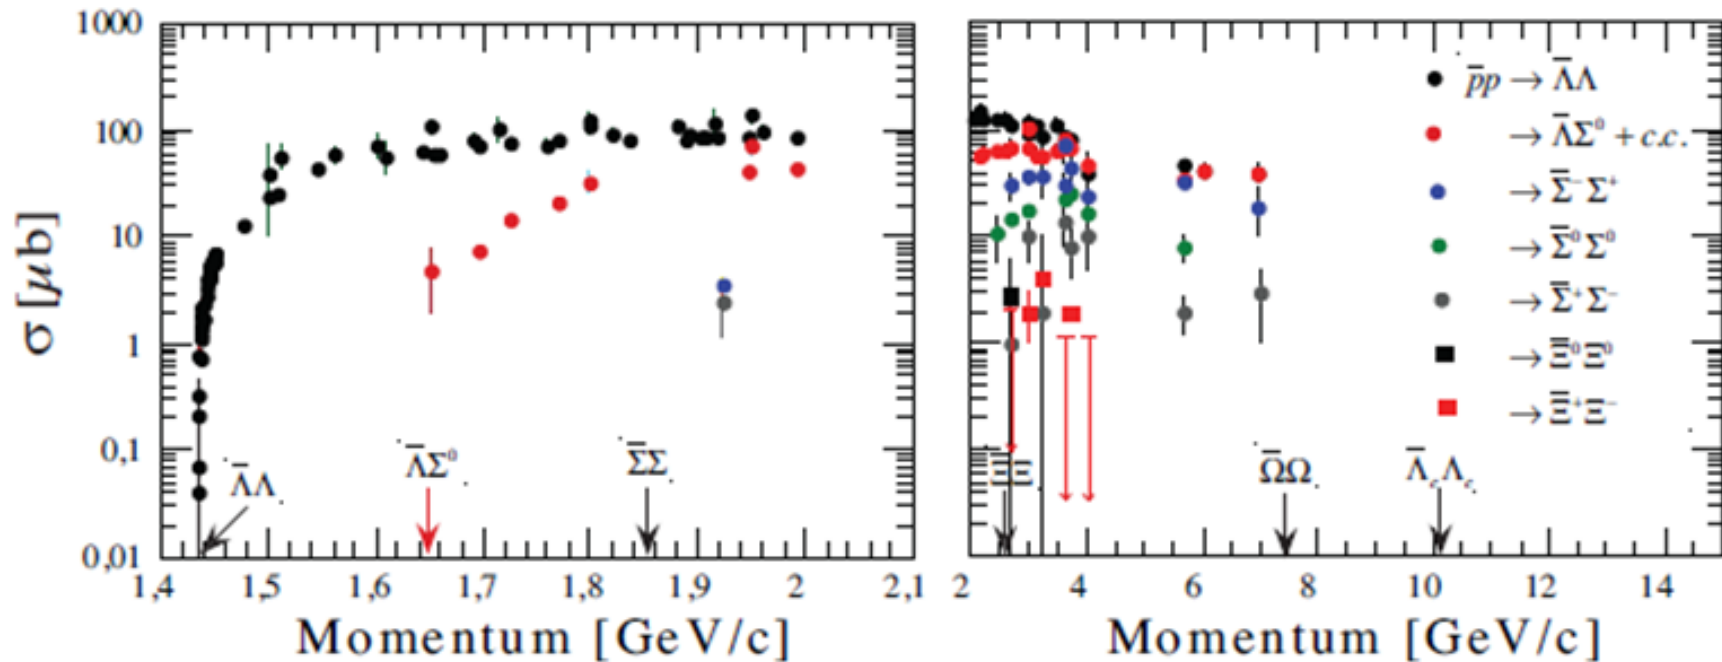 1000
100
10
1
0,1
0,01
σ [μb]
Λ̅Λ
Λ̅Σ⁰
Σ̅Σ
1,4 1,5 1,6 1,7 1,8 1,9 2 2,1
Momentum [GeV/c]
p̅p → Λ̅Λ
→ Λ̅Σ⁰ + c.c.
→ Σ̅⁻Σ⁺
→ Σ̅⁰Σ⁰
→ Σ̅⁺Σ⁻
→ Ξ̅⁰Ξ⁰
→ Ξ̅⁺Ξ⁻
Ξ̅Ξ
Ω̅Ω
Λ̅cΛc
2 4 6 8 10 12 14
Momentum [GeV/c]